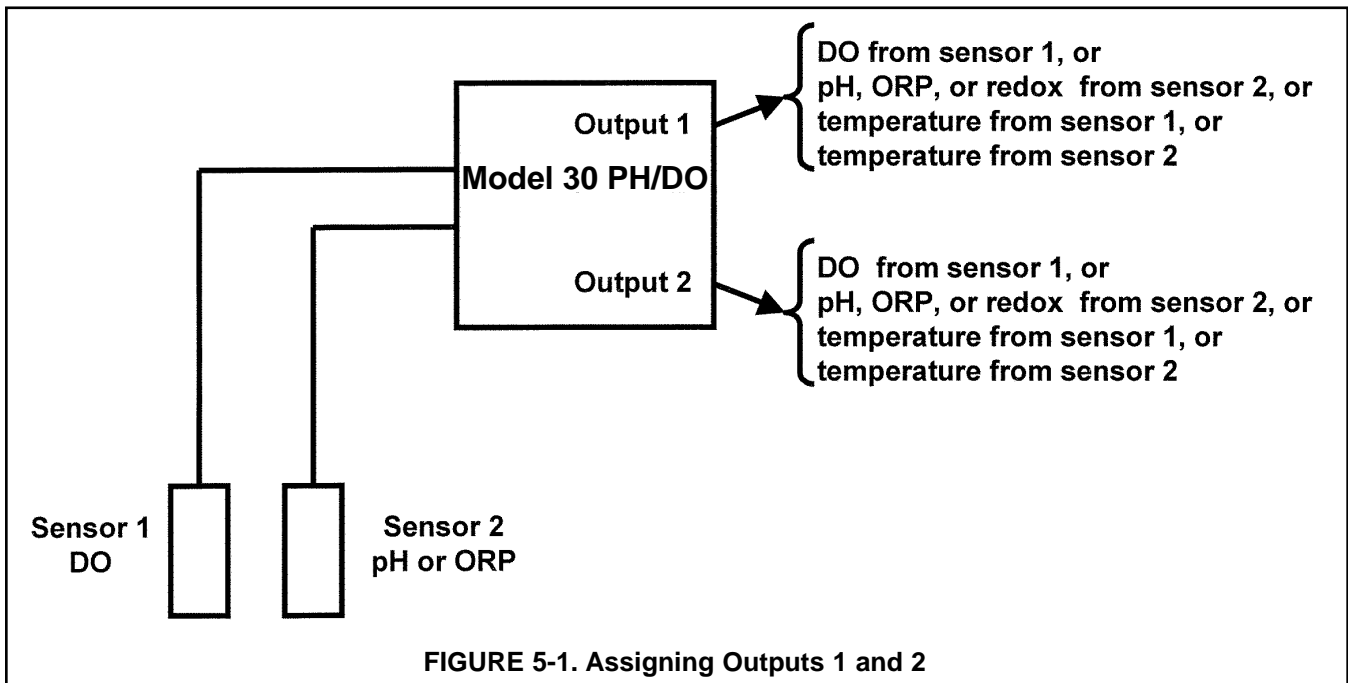 DO from sensor 1, or
pH, ORP, or redox from sensor 2, or
temperature from sensor 1, or
temperature from sensor 2
Output 1
Model 30 PH/DO
Output 2
DO from sensor 1, or
pH, ORP, or redox from sensor 2, or
temperature from sensor 1, or
temperature from sensor 2
Sensor 1
DO
Sensor 2
pH or ORP
FIGURE 5-1. Assigning Outputs 1 and 2